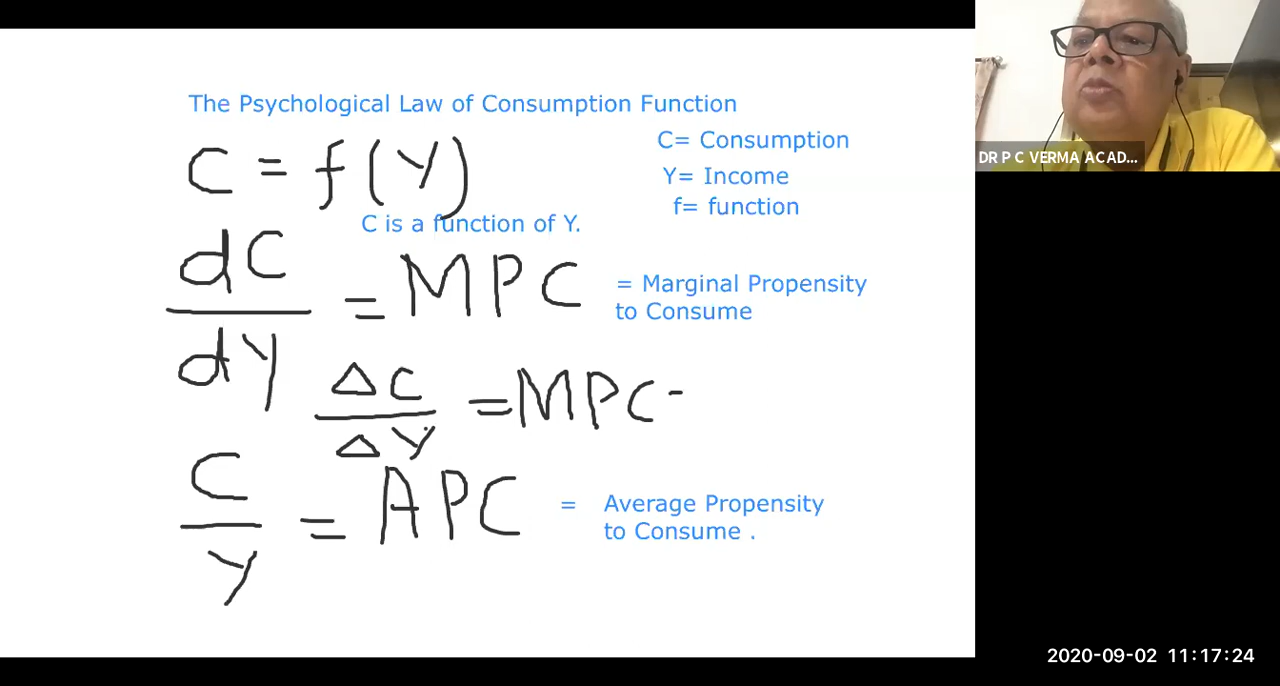 The Psychological Law of Consumption Function
C = f(Y)
C= Consumption
Y= Income
f= function
C is a function of Y.
dC
dY
= MPC
= Marginal Propensity
to Consume
ΔC
ΔY
=MPC-
C
Y
= APC
= Average Propensity
to Consume .
DR P C VERMA ACAD...
2020-09-02 11:17:24